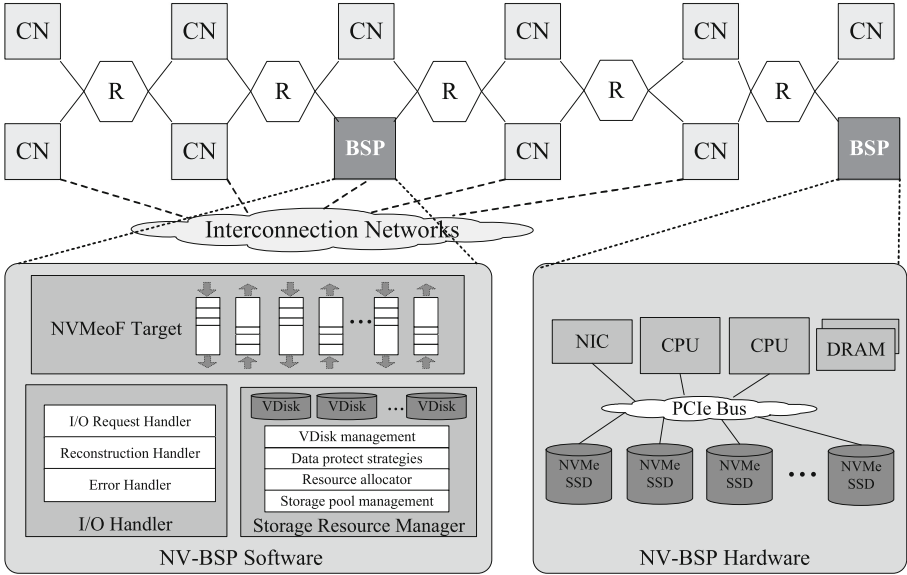 CN CN CN CN CN CN
R R R R R
CN CN BSP CN CN BSP
Interconnection Networks
NVMeoF Target
...
I/O Request Handler
Reconstruction Handler
Error Handler
I/O Handler
VDisk VDisk ... VDisk
VDisk management
Data protect strategies
Resource allocator
Storage pool management
Storage Resource Manager
NV-BSP Software
NIC CPU CPU DRAM
PCIe Bus
NVMe NVMe NVMe ... NVMe
SSD SSD SSD SSD
NV-BSP Hardware